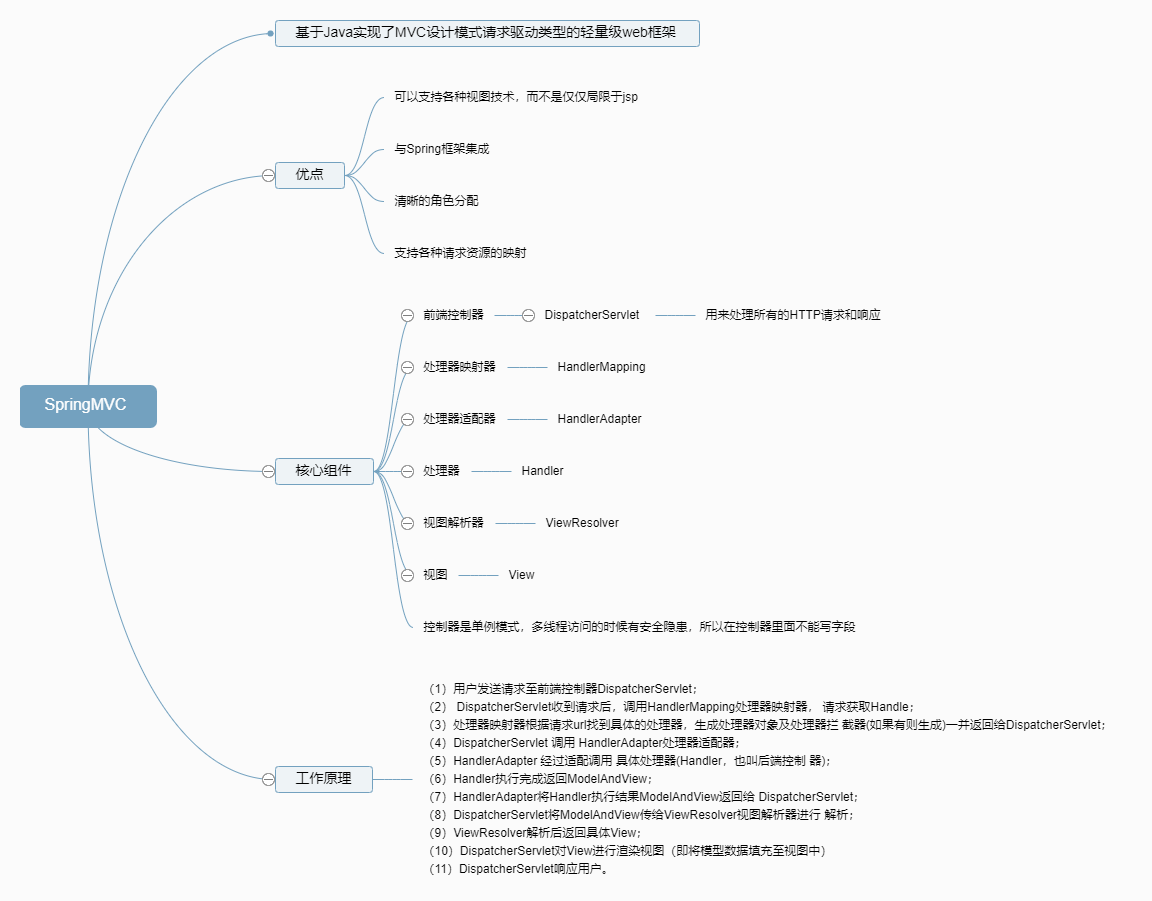 基于Java实现了MVC设计模式请求驱动类型的轻量级web框架
可以支持各种视图技术，而不是仅仅局限于jsp
与Spring框架集成
优点
清晰的角色分配
支持各种请求资源的映射
前端控制器 DispatcherServlet 用来处理所有的HTTP请求和响应
处理器映射器 HandlerMapping
SpringMVC
处理器适配器 HandlerAdapter
核心组件
处理器 Handler
视图解析器 ViewResolver
视图 View
控制器是单例模式，多线程访问的时候有安全隐患，所以在控制器里面不能写字段
工作原理
（1）用户发送请求至前端控制器DispatcherServlet；
（2） DispatcherServlet收到请求后，调用HandlerMapping处理器映射器， 请求获取Handle；
（3）处理器映射器根据请求url找到具体的处理器，生成处理器对象及处理器拦 截器(如果有则生成)一并返回给DispatcherServlet；
（4）DispatcherServlet 调用 HandlerAdapter处理器适配器；
（5）HandlerAdapter 经过适配调用 具体处理器(Handler，也叫后端控制 器)；
（6）Handler执行完成返回ModelAndView；
（7）HandlerAdapter将Handler执行结果ModelAndView返回给 DispatcherServlet；
（8）DispatcherServlet将ModelAndView传给ViewResolver视图解析器进行 解析；
（9）ViewResolver解析后返回具体View；
（10）DispatcherServlet对View进行渲染视图（即将模型数据填充至视图中）
（11）DispatcherServlet响应用户。